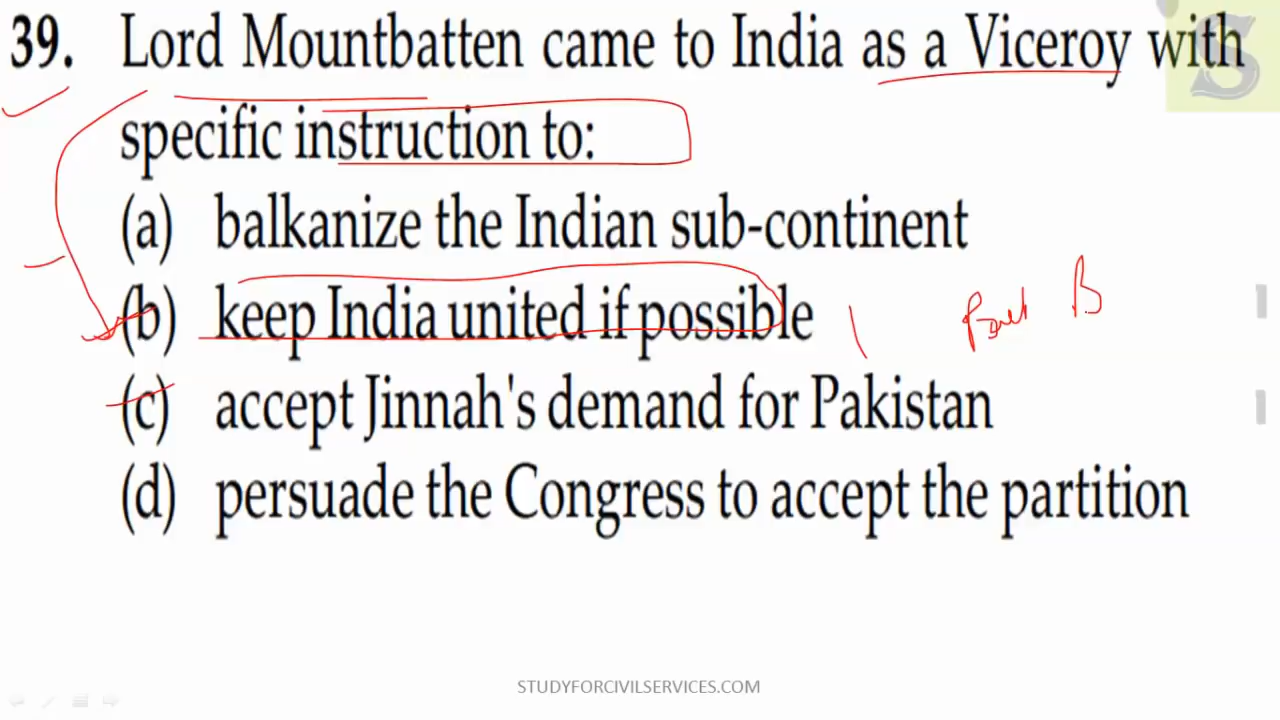 39. Lord Mountbatten came to India as a Viceroy with
specific instruction to:
(a) balkanize the Indian sub-continent
(b) keep India united if possible
B
(c) accept Jinnah's demand for Pakistan
(d) persuade the Congress to accept the partition
STUDYFORCIVILSERVICES.COM